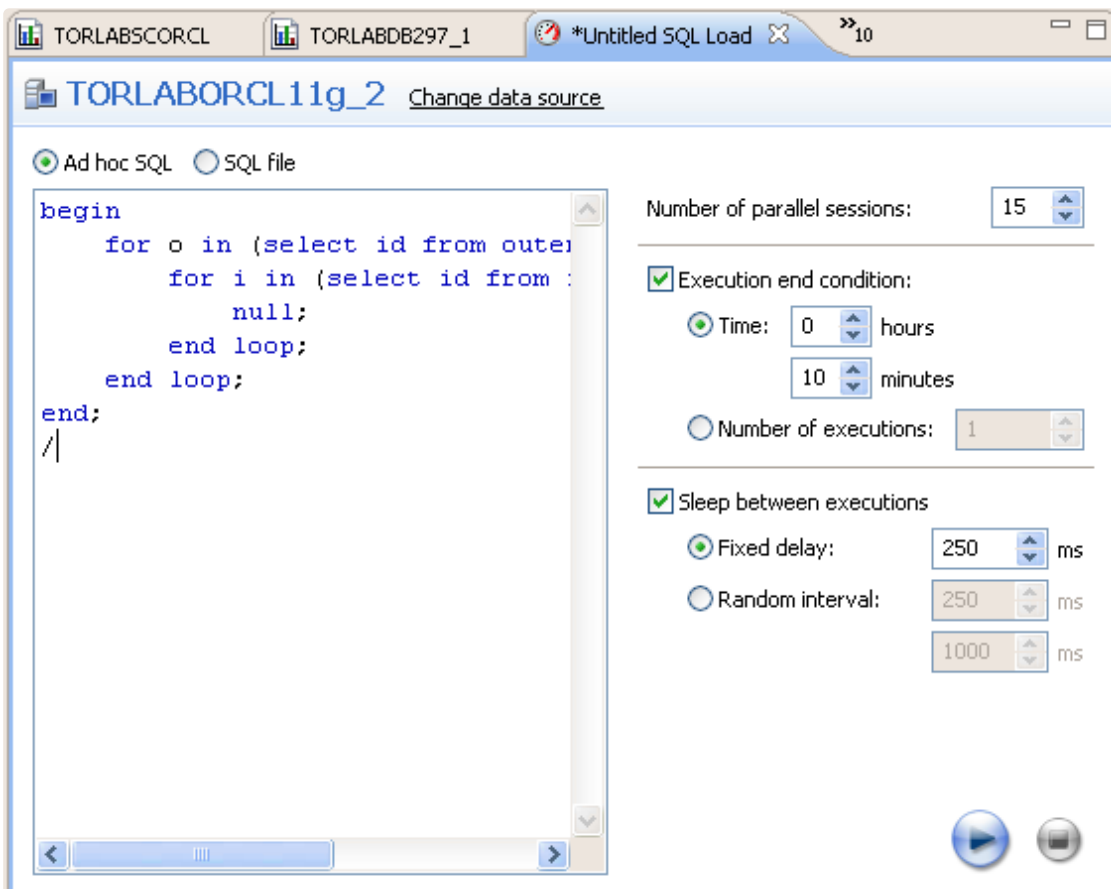 TORLABSCORCL TORLABDB297_1 *Untitled SQL Load »10
TORLABORCL11g_2 Change data source
Ad hoc SQL SQL file
begin
for o in (select id from outer
for i in (select id from
null;
end loop;
end loop;
end;
/
Number of parallel sessions: 15
Execution end condition:
Time: 0 hours
10 minutes
Number of executions: 1
Sleep between executions
Fixed delay: 250 ms
Random interval: 250 ms
1000 ms